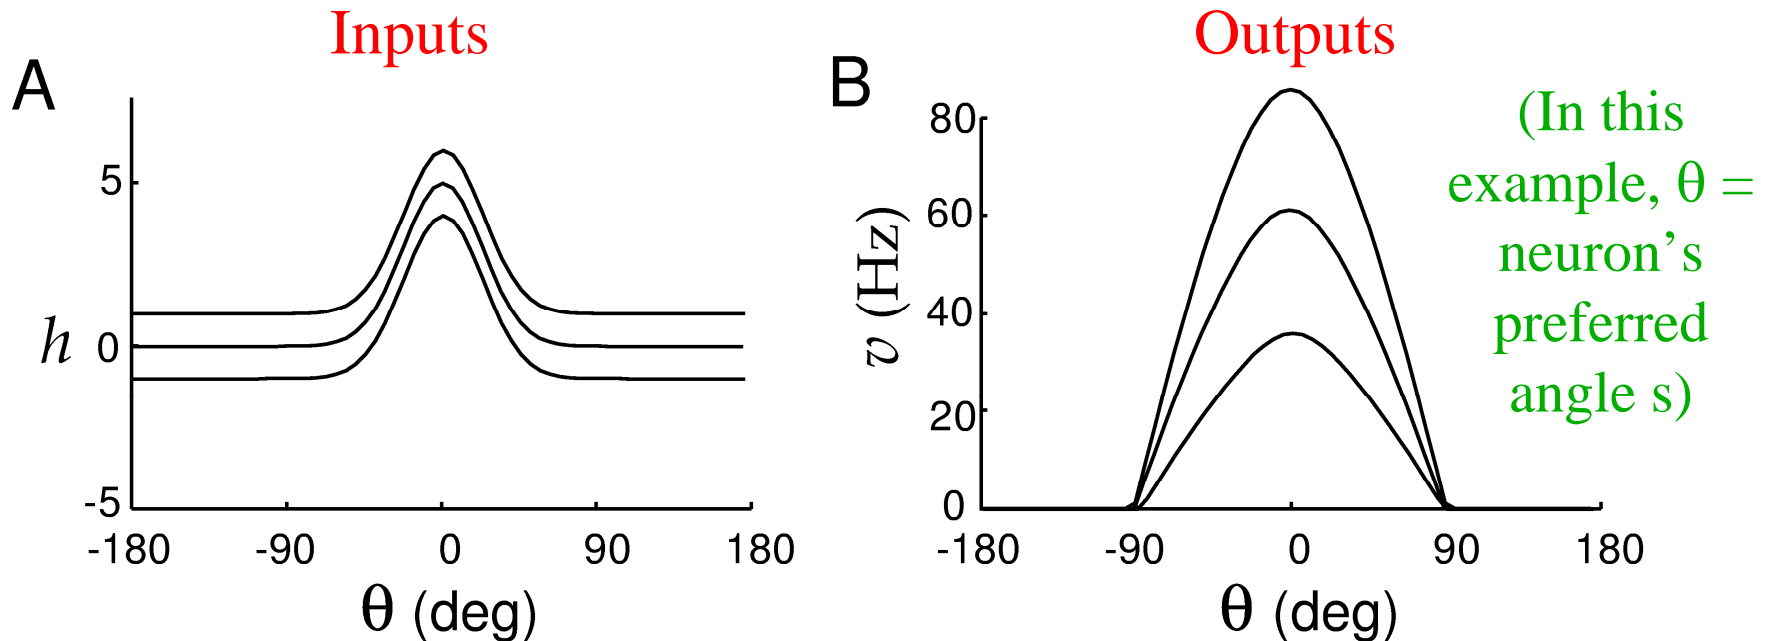 Inputs
A
5
0
-5
h
-180 -90 0 90 180
θ (deg)
Outputs
B
80
60
40
20
0
v (Hz)
-180 -90 0 90 180
θ (deg)
(In this
example, θ =
neuron's
preferred
angle s)